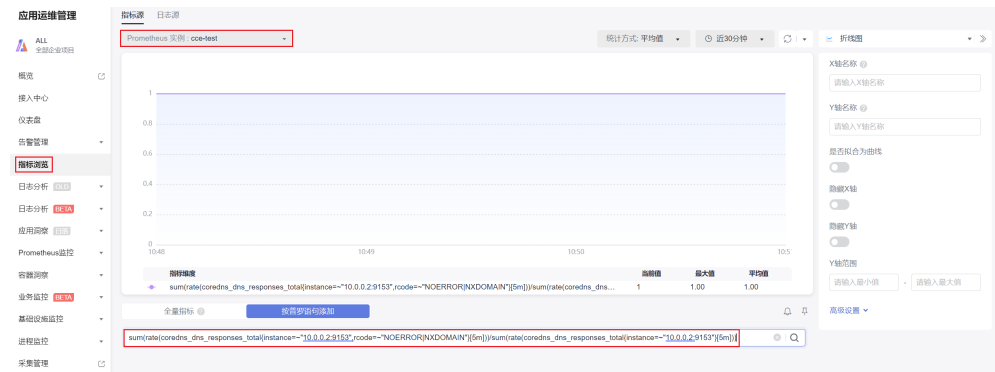 应用运维管理
ALL
全部企业项目
概览
接入中心
仪表盘
告警管理
指标浏览
日志分析
日志分析 BETA
应用洞察
Prometheus监控
容器洞察
业务监控 BETA
基础设施监控
进程监控
采集管理
指标源 日志源
Prometheus 实例 : cce-test
统计方式: 平均值
近30分钟
1
0.8
0.6
0.4
0.2
0
10:48 10:49 10:50 10:5
指标维度 当前值 最大值 平均值
sum(rate(coredns_dns_responses_total{instance=~"10.0.0.2:9153",rcode=~"NOERROR|NXDOMAIN"}[5m]))/sum(rate(coredns_dns... 1 1.00 1.00
全量指标 按普罗语句添加
sum(rate(coredns_dns_responses_total{instance=~"10.0.0.2:9153",rcode=~"NOERROR|NXDOMAIN"}[5m]))/sum(rate(coredns_dns_responses_total{instance=~"10.0.0.2:9153"}[5m]))
折线图
X轴名称
请输入X轴名称
Y轴名称
请输入Y轴名称
是否拟合为曲线
隐藏X轴
隐藏Y轴
Y轴范围
请输入最小值 - 请输入最大值
高级设置